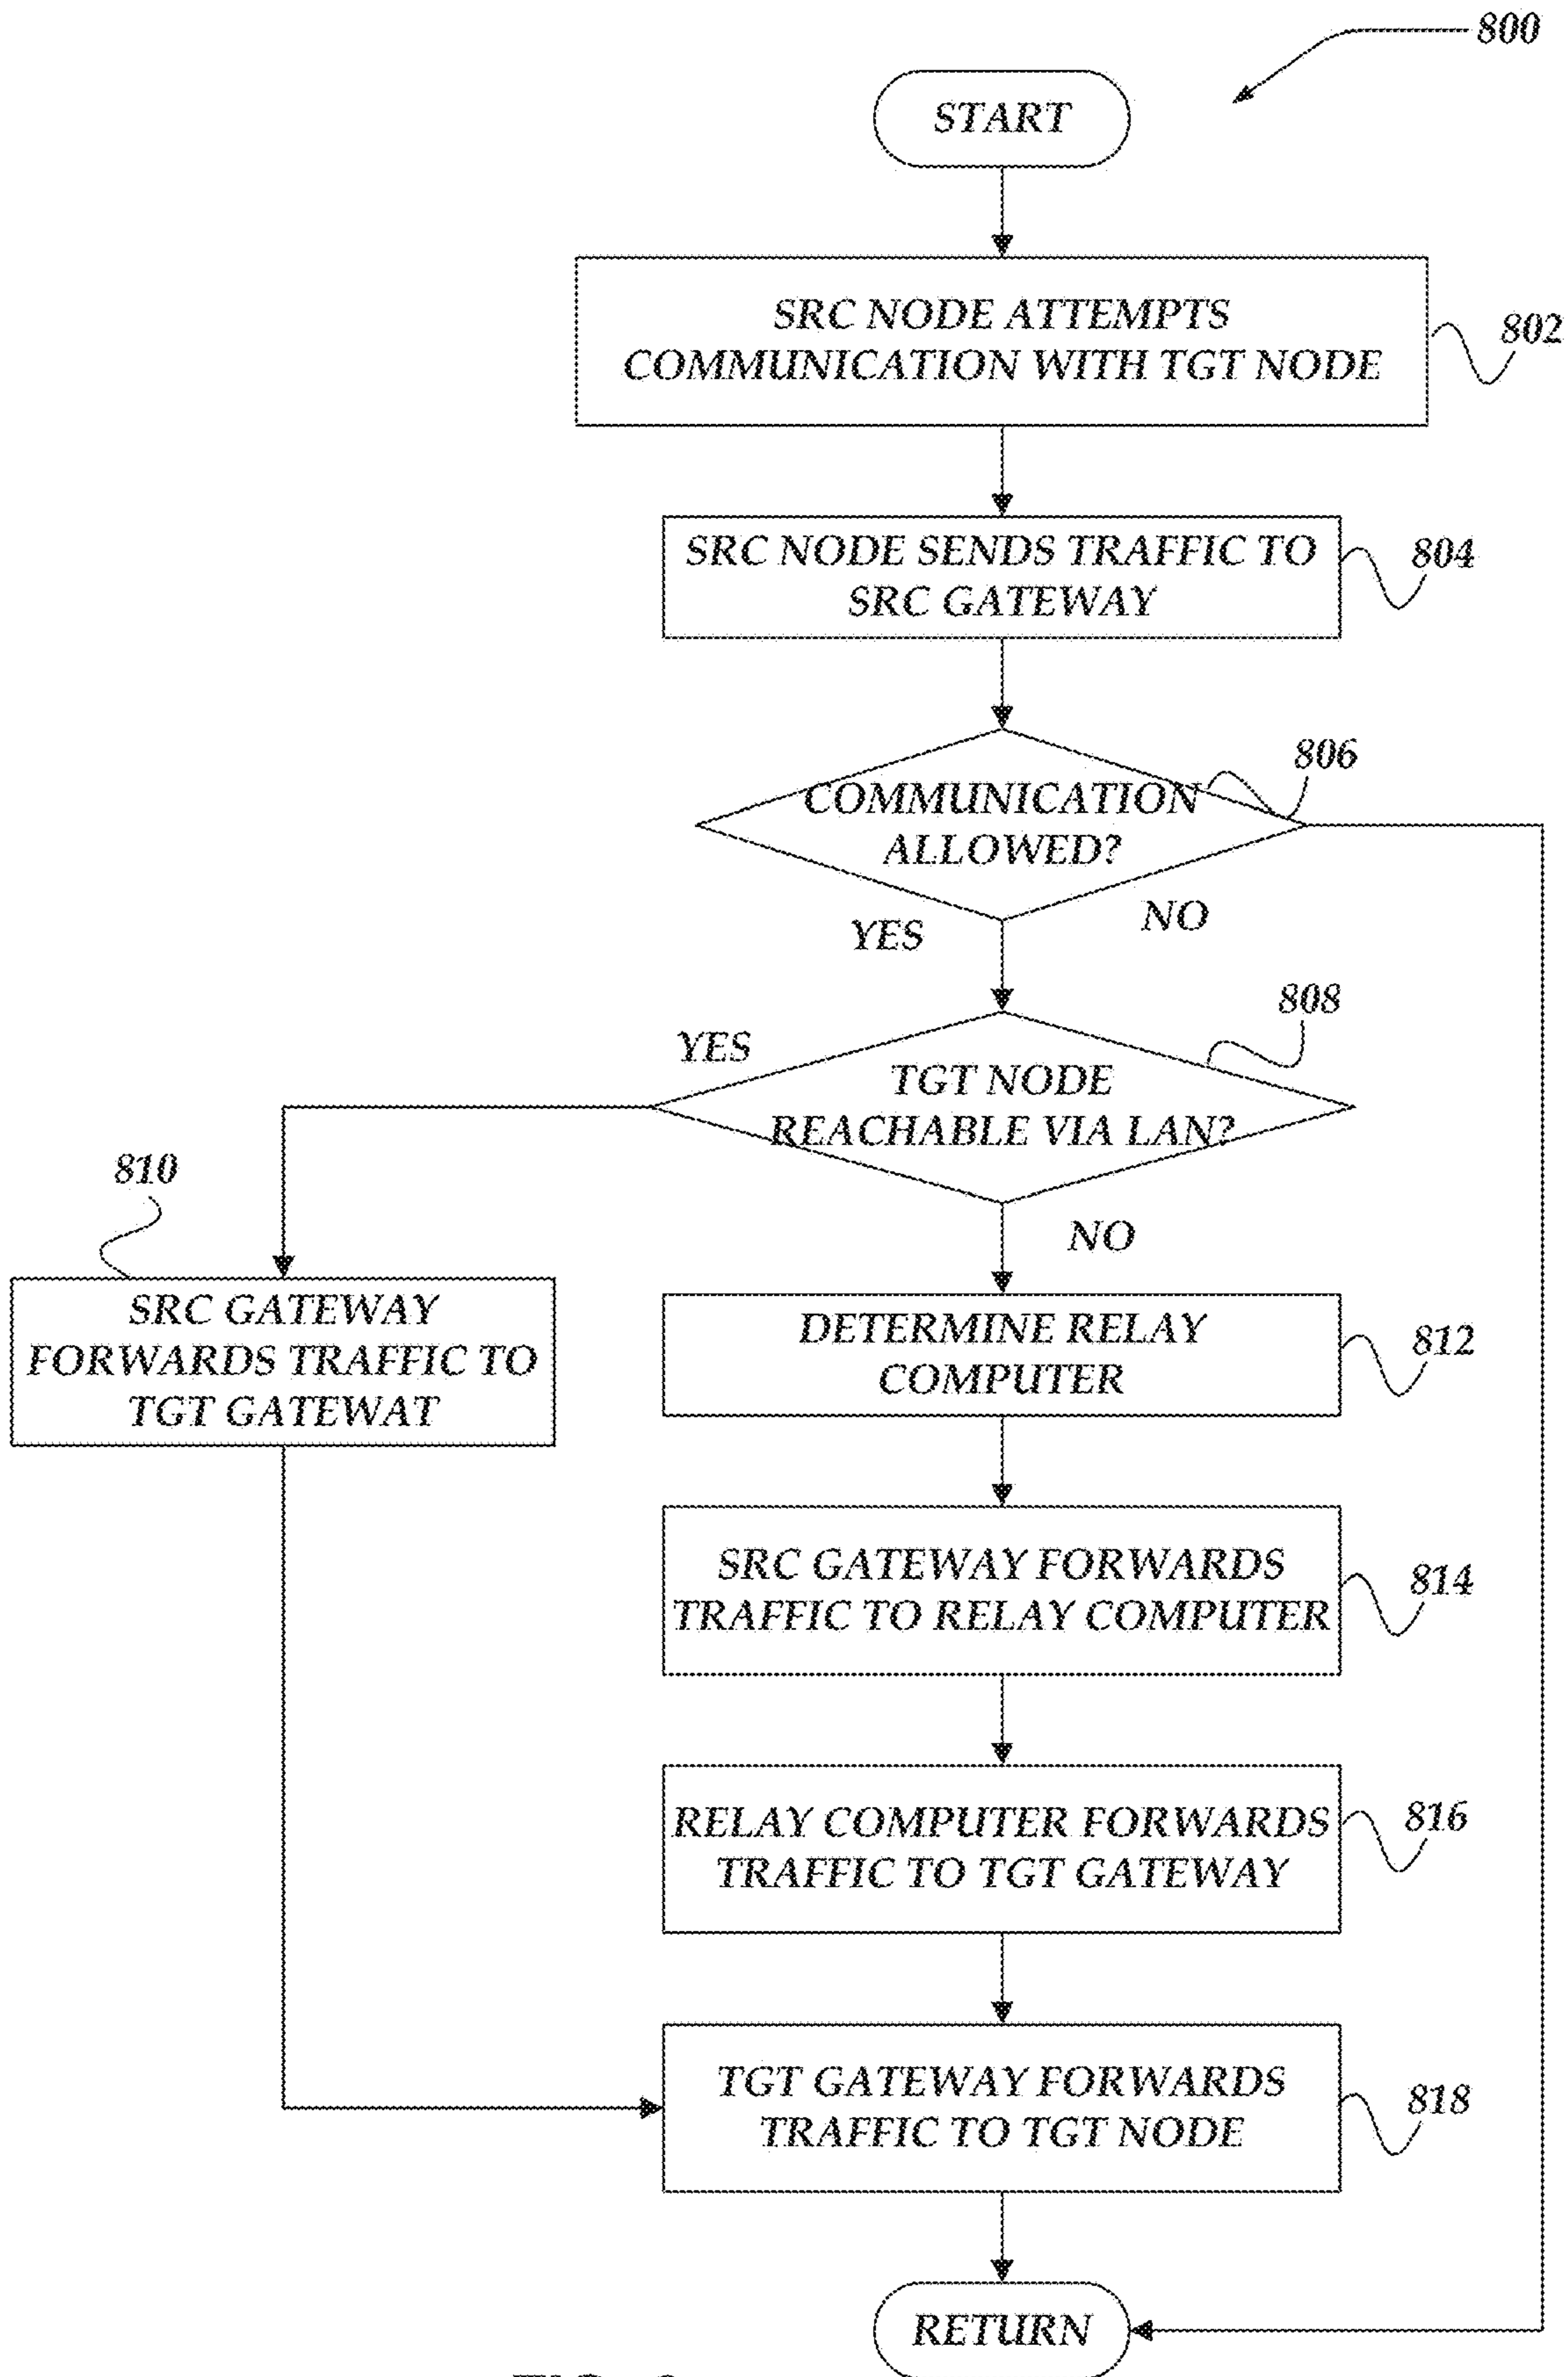 800
START
SRC NODE ATTEMPTS
COMMUNICATION WITH TGT NODE
802
SRC NODE SENDS TRAFFIC TO
SRC GATEWAY
804
806
COMMUNICATION
ALLOWED?
YES
NO
808
YES
TGT NODE
REACHABLE VIA LAN?
NO
810
SRC GATEWAY
FORWARDS TRAFFIC TO
TGT GATEWAT
DETERMINE RELAY
COMPUTER
812
SRC GATEWAY FORWARDS
TRAFFIC TO RELAY COMPUTER
814
RELAY COMPUTER FORWARDS
TRAFFIC TO TGT GATEWAY
816
TGT GATEWAY FORWARDS
TRAFFIC TO TGT NODE
818
RETURN